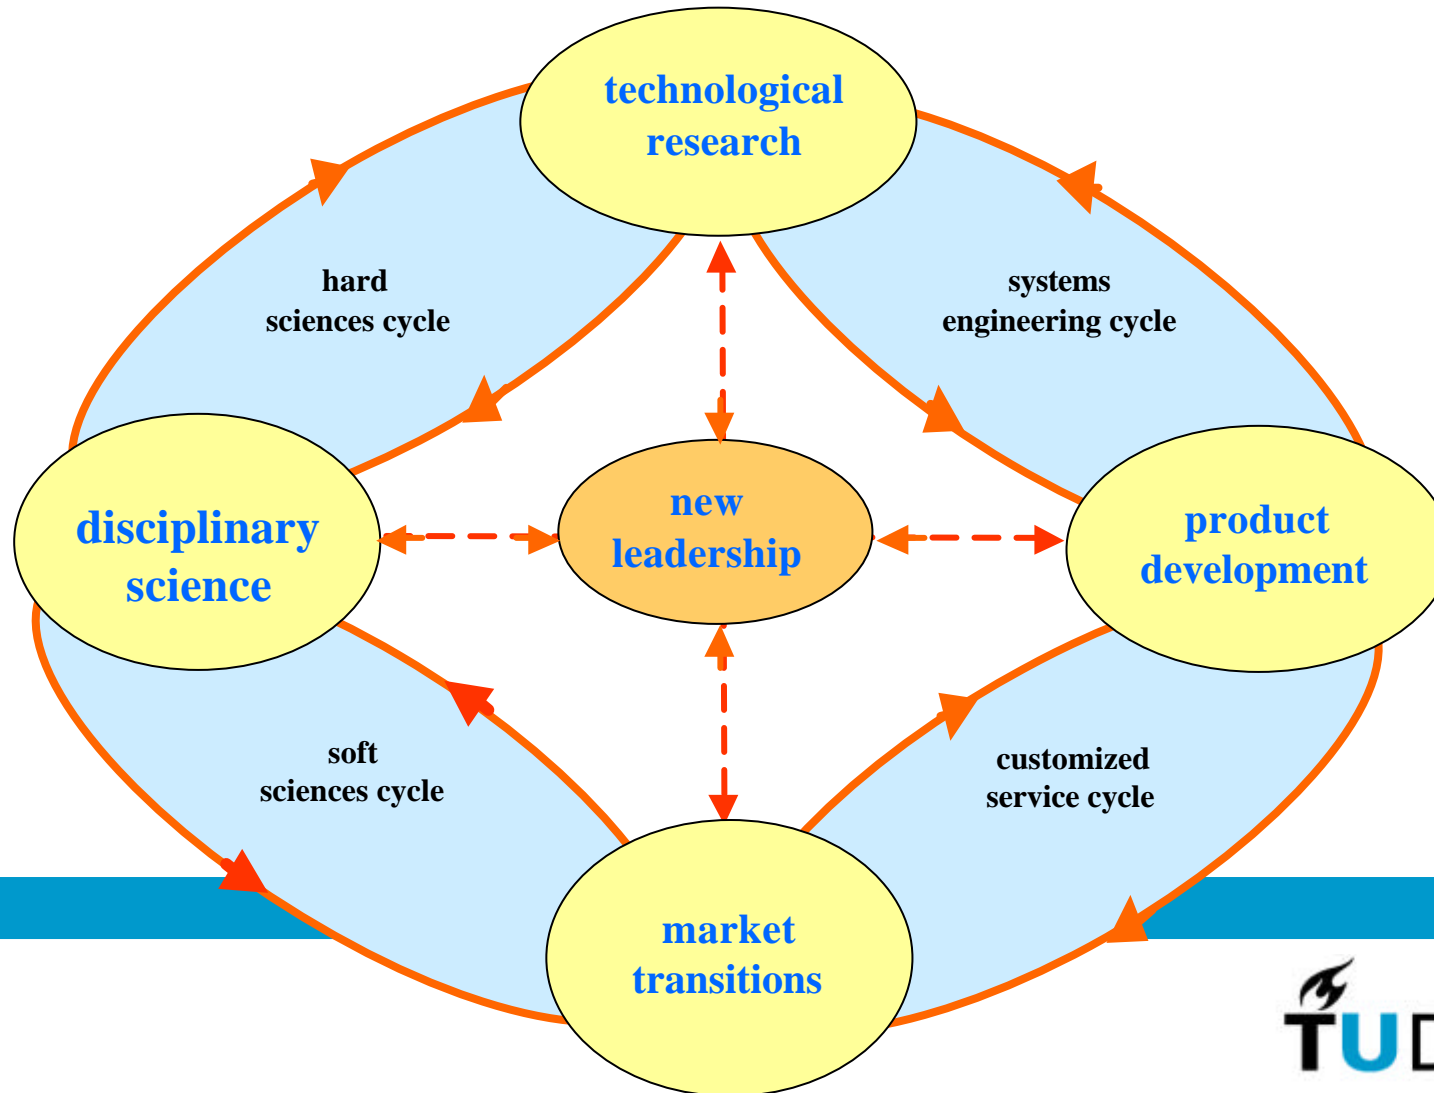 technological
research
hard
sciences cycle
systems
engineering cycle
new
leadership
disciplinary
science
product
development
soft
sciences cycle
customized
service cycle
market
transitions
TUD